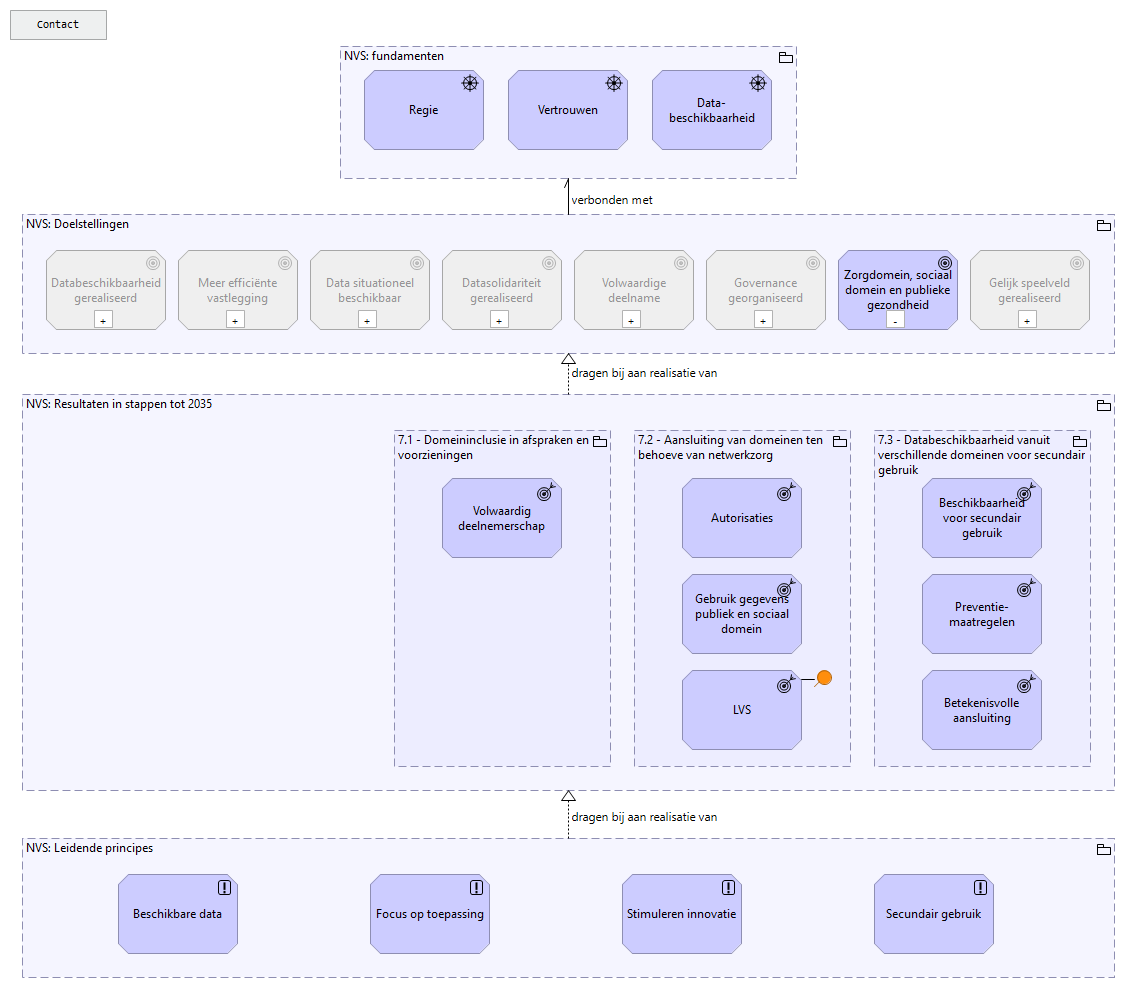 Contact
NVS: fundamenten
Regie
Vertrouwen
Data-
beschikbaarheid
verbonden met
NVS: Doelstellingen
Databeschikbaarheid
gerealiseerd
+
Meer efficiënte
vastlegging
+
Data situationeel
beschikbaar
+
Datasolidariteit
gerealiseerd
+
Volwaardige
deelname
+
Governance
georganiseerd
+
Zorgdomein, sociaal
domein en publieke
gezondheid
-
Gelijk speelveld
gerealiseerd
+
dragen bij aan realisatie van
NVS: Resultaten in stappen tot 2035
7.1 - Domeininclusie in afspraken en
voorzieningen
Volwaardig
deelnemerschap
7.2 - Aansluiting van domeinen ten
behoeve van netwerkzorg
Autorisaties
Gebruik gegevens
publiek en sociaal
domein
LVS
7.3 - Databeschikbaarheid vanuit
verschillende domeinen voor secundair
gebruik
Beschikbaarheid
voor secundair
gebruik
Preventie-
maatregelen
Betekenisvolle
aansluiting
dragen bij aan realisatie van
NVS: Leidende principes
Beschikbare data
Focus op toepassing
Stimuleren innovatie
Secundair gebruik